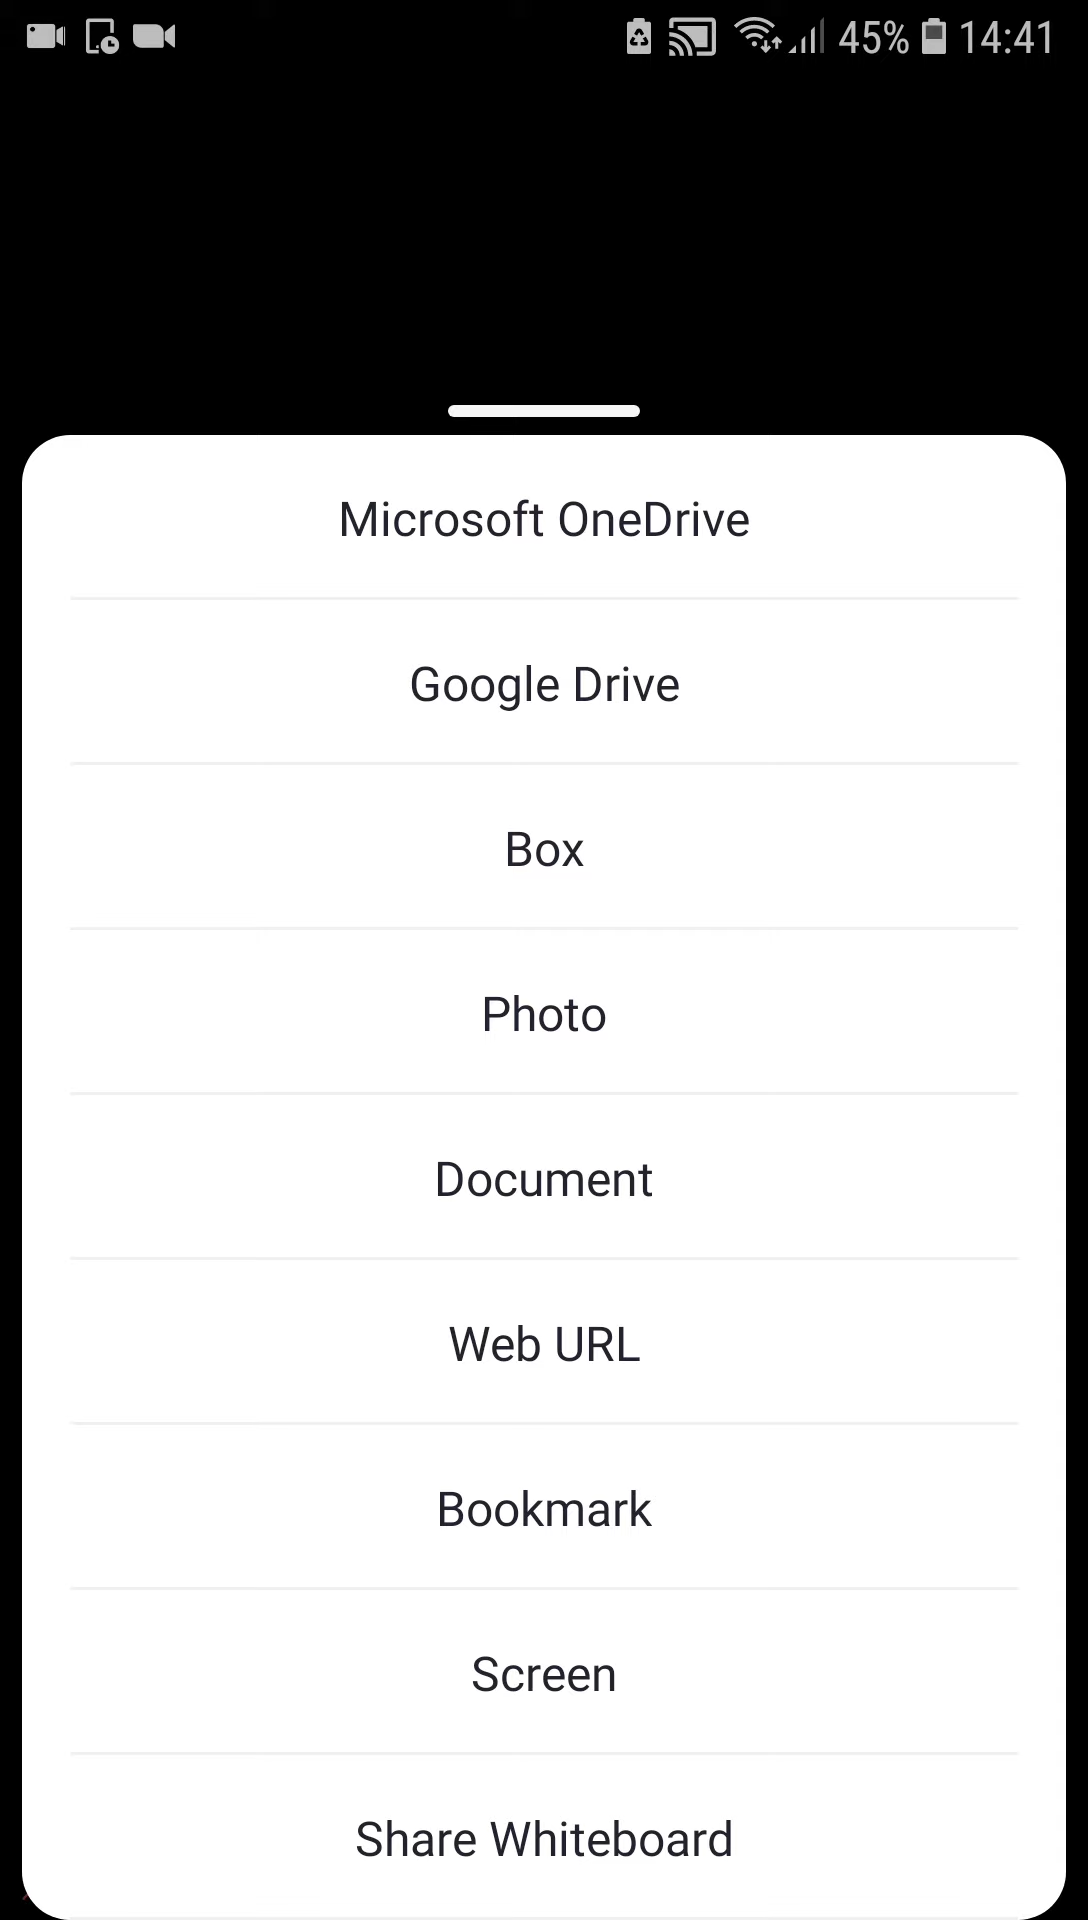 45% 14:41
Microsoft OneDrive
Google Drive
Box
Photo
Document
Web URL
Bookmark
Screen
Share Whiteboard